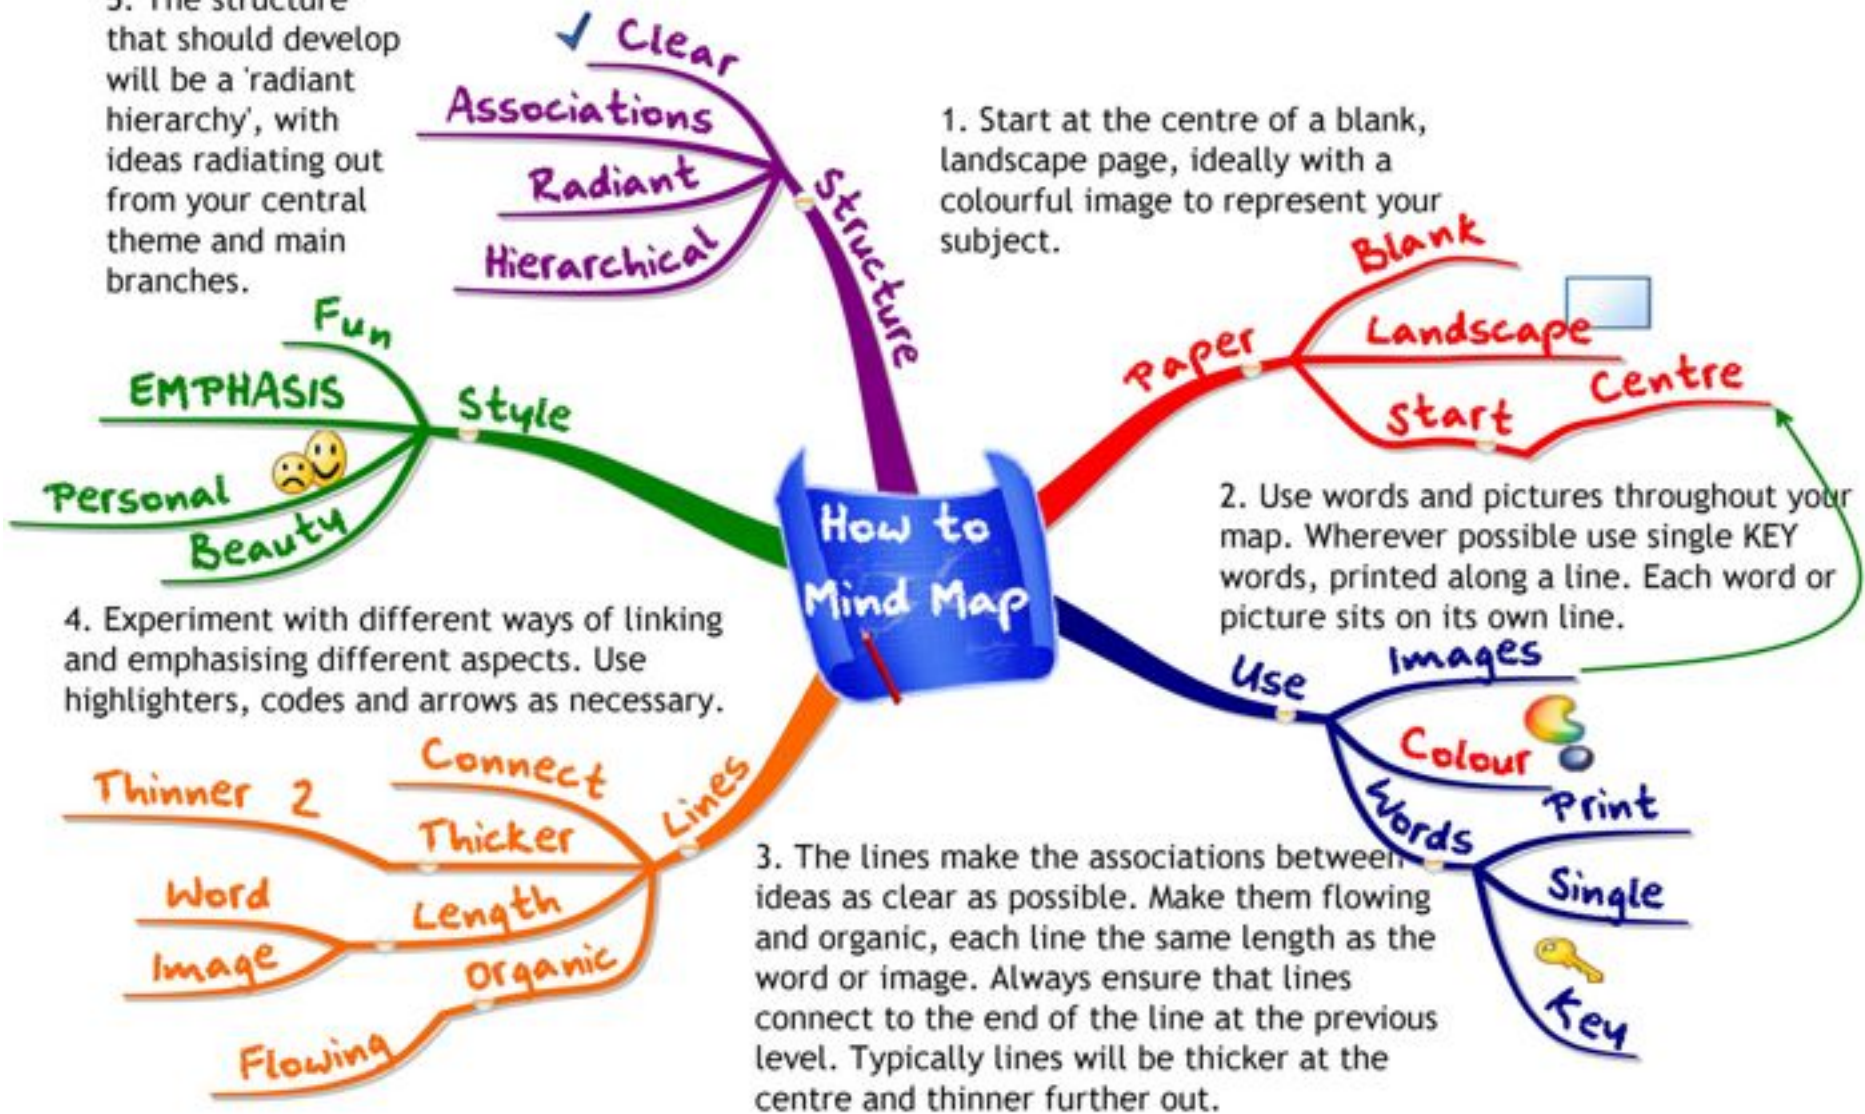 5. The structure
that should develop
will be a 'radiant
hierarchy', with
ideas radiating out
from your central
theme and main
branches.
Clear
Associations
Radiant
Hierarchical
Structure
1. Start at the centre of a blank,
landscape page, ideally with a
colourful image to represent your
subject.
Paper
Blank
Landscape
Start
Centre
Fun
EMPHASIS
Personal
Beauty
Style
How to
Mind Map
2. Use words and pictures throughout your
map. Wherever possible use single KEY
words, printed along a line. Each word or
picture sits on its own line.
Use
Images
Colour
Words
Print
Single
Key
4. Experiment with different ways of linking
and emphasising different aspects. Use
highlighters, codes and arrows as necessary.
Lines
Connect
Thicker
Thinner 2
Length
Word
Image
Organic
Flowing
3. The lines make the associations between
ideas as clear as possible. Make them flowing
and organic, each line the same length as the
word or image. Always ensure that lines
connect to the end of the line at the previous
level. Typically lines will be thicker at the
centre and thinner further out.